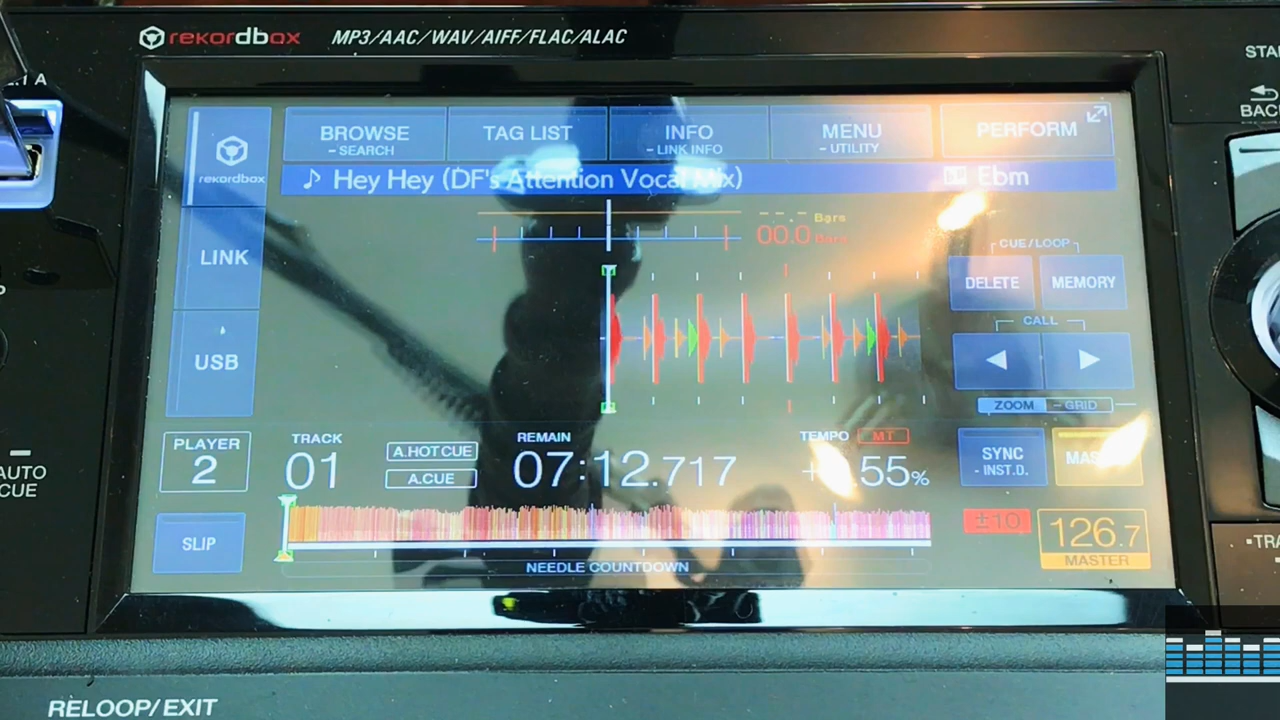 rekordbox MP3/AAC/WAV/AIFF/FLAC/ALAC
BACK
BROWSE
- SEARCH
TAG LIST
INFO
- LINK INFO
MENU
- UTILITY
PERFORM
rekordbox
Hey Hey (DF's Attention Vocal Mix)
Ebm
--.- Bars
00.0 Bars
LINK
CUE/LOOP
DELETE
MEMORY
CALL
USB
ZOOM - GRID
PLAYER
2
TRACK
01
A.HOT CUE
A.CUE
REMAIN
07:12.717
TEMPO
MT
55%
SYNC
- INST.D.
AUTO
CUE
SLIP
±10
126.7
MASTER
NEEDLE COUNTDOWN
RELOOP/EXIT